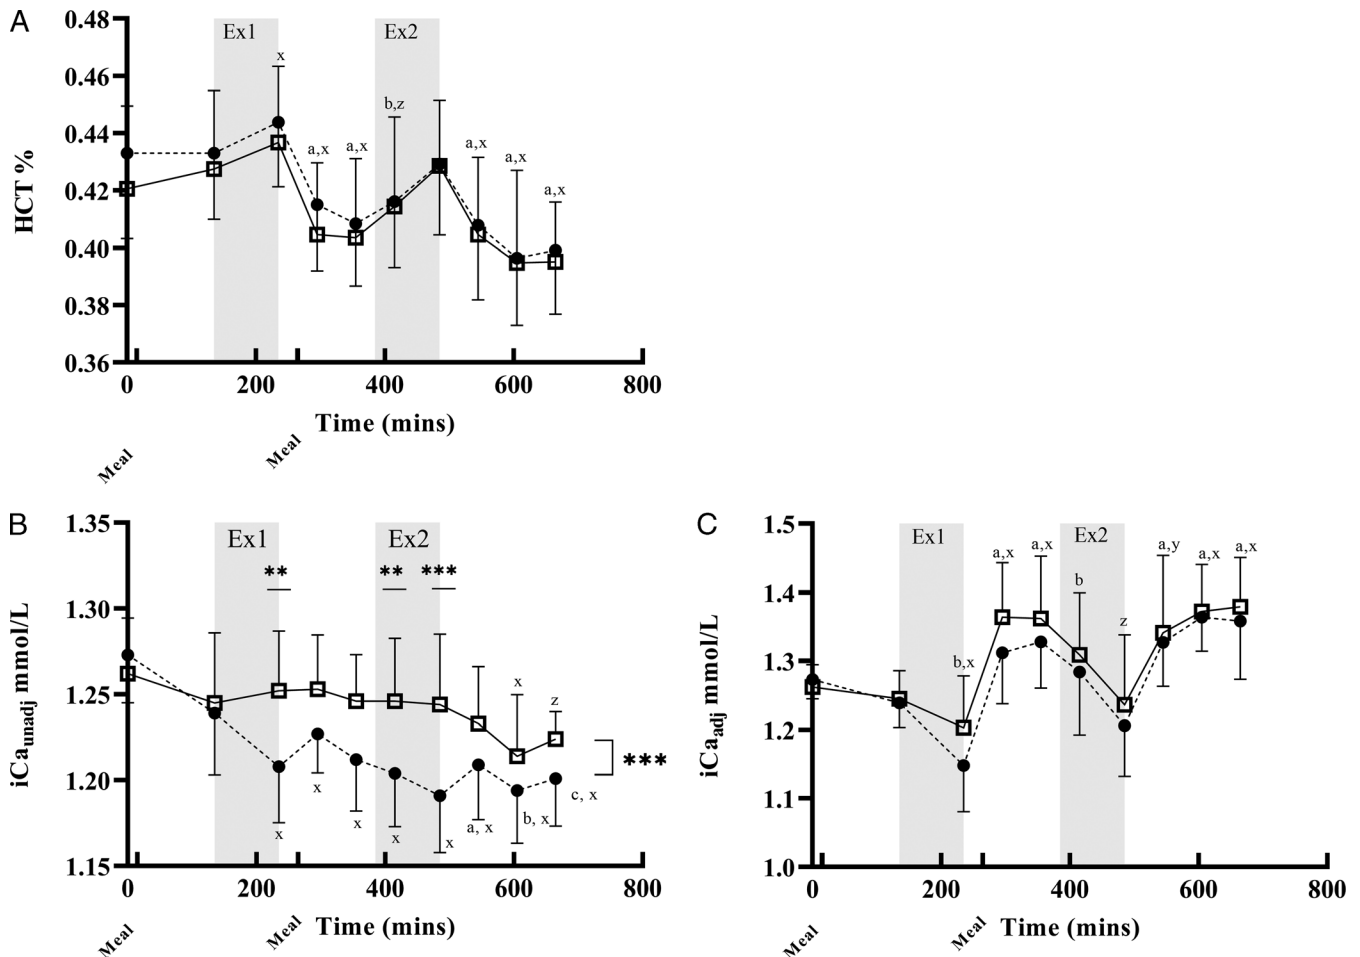 A
0.48
0.46
0.44
0.42
0.40
0.38
0.36
HCT %
Ex1
Ex2
x
a,x
a,x
b,z
a,x
a,x
a,x
0
200
400
600
800
Time (mins)
Meal
Meal
B
1.35
1.30
1.25
1.20
1.15
iCaunadj mmol/L
Ex1
Ex2
**
**
***
x
z
***
x
x
x
x
x
a, x
b, x
c, x
0
200
400
600
800
Time (mins)
Meal
Meal
C
1.5
1.4
1.3
1.2
1.1
1.0
iCaadj mmol/L
Ex1
Ex2
b,x
a,x
a,x
b
z
a,y
a,x
a,x
0
200
400
600
800
Time (mins)
Meal
Meal